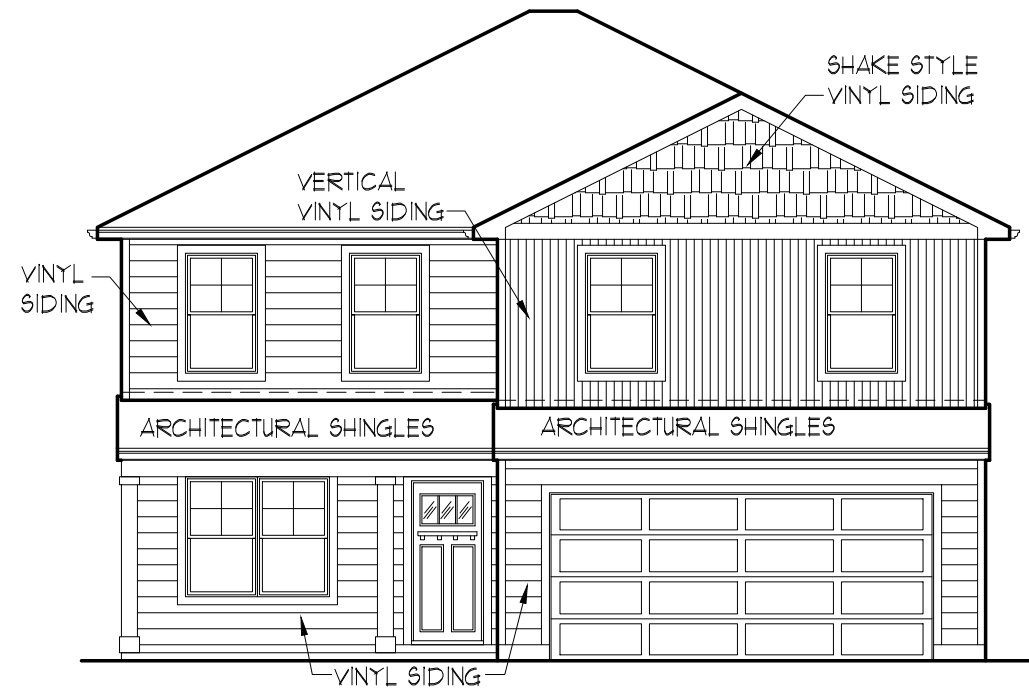 SHAKE STYLE
VINYL SIDING
VERTICAL
VINYL SIDING
VINYL
SIDING
ARCHITECTURAL SHINGLES
ARCHITECTURAL SHINGLES
VINYL SIDING